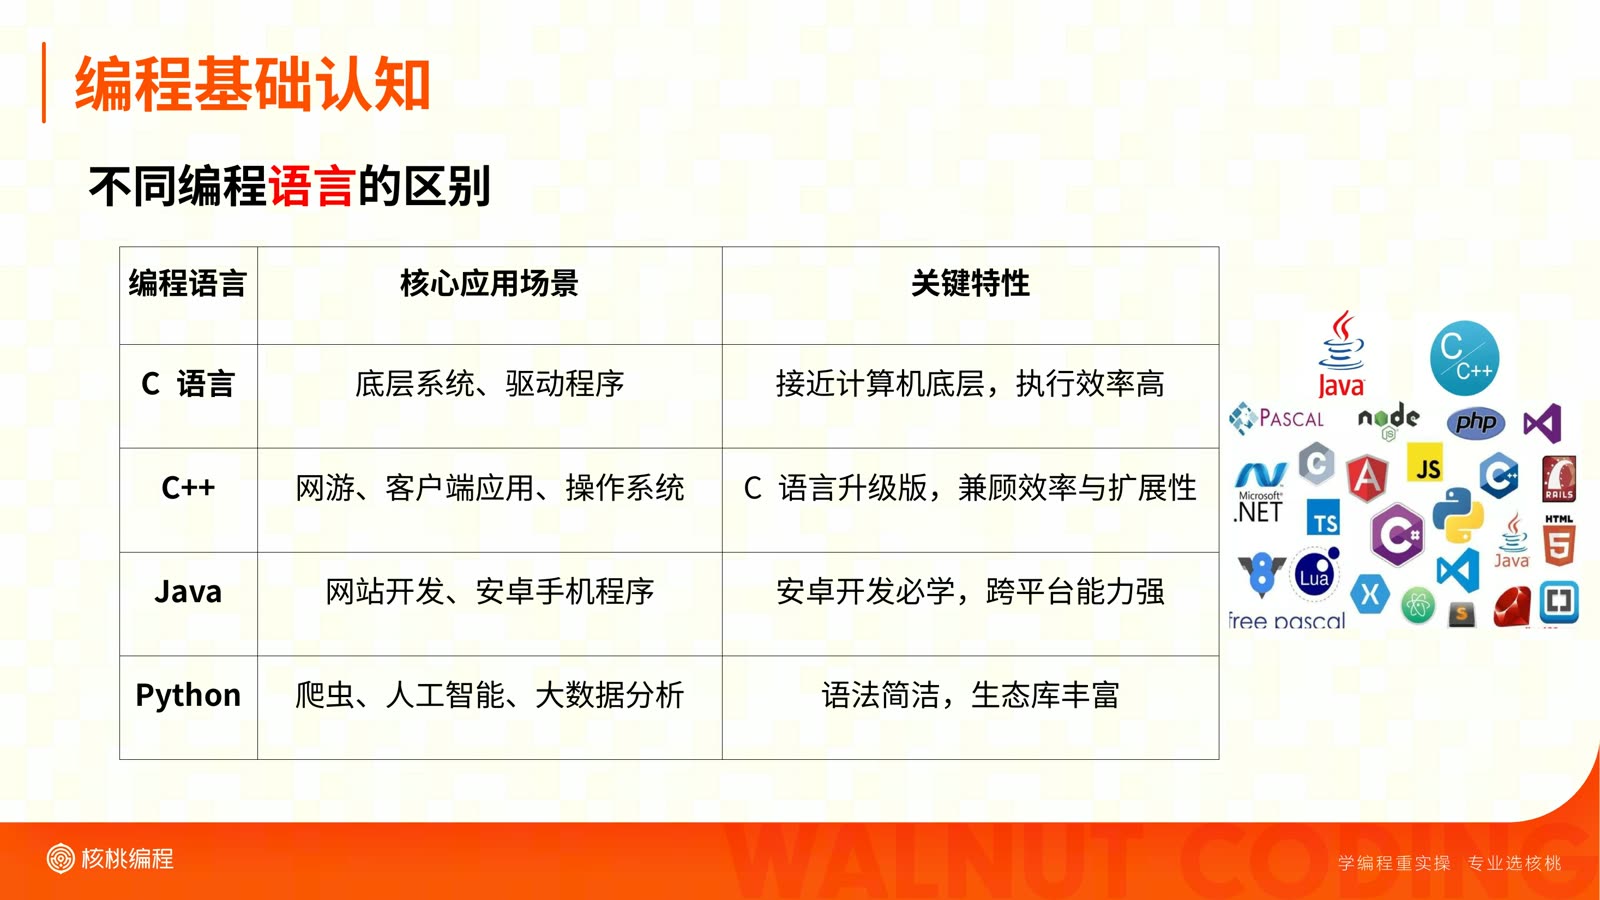 编程基础认知
不同编程语言的区别
编程语言 核心应用场景 关键特性
C 语言 底层系统、驱动程序 接近计算机底层，执行效率高
C++ 网游、客户端应用、操作系统 C 语言升级版，兼顾效率与扩展性
Java 网站开发、安卓手机程序 安卓开发必学，跨平台能力强
Python 爬虫、人工智能、大数据分析 语法简洁，生态库丰富
Java
C
C++
PASCAL
node
JS
php
C
JS
C++
RAILS
Microsoft
.NET
TS
C#
Java
HTML
5
8
Lua
X
S
free pascal
核桃编程
WALNUT CODING
学编程重实操 专业选核桃